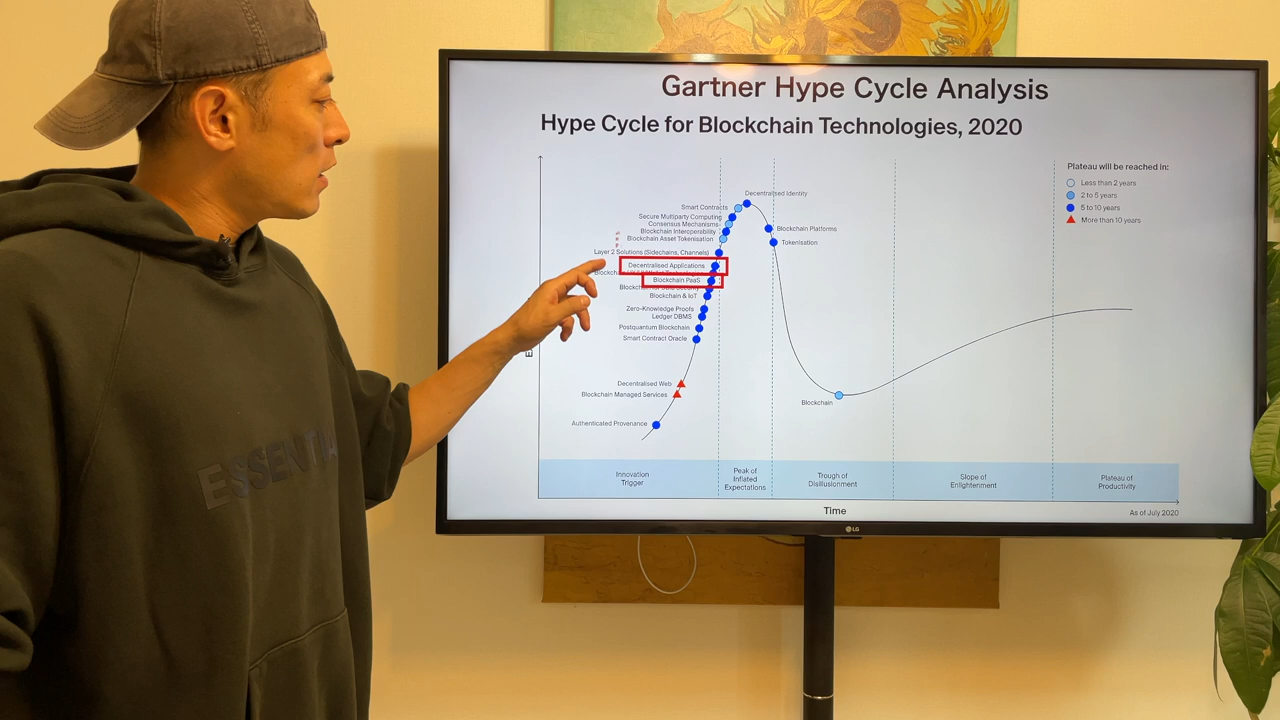 Gartner Hype Cycle Analysis
Hype Cycle for Blockchain Technologies, 2020
Plateau will be reached in:
Less than 2 years
2 to 5 years
5 to 10 years
More than 10 years
Decentralised Identity
Smart Contracts
Secure Multiparty Computing
Consensus Mechanisms
Blockchain Interoperability
Blockchain Asset Tokenisation
Blockchain Platforms
Tokenisation
Layer 2 Solutions (Sidechains, Channels)
Decentralised Applications
Blockchain
Blockchain PaaS
Blockchain & IoT
Zero-Knowledge Proofs
Ledger DBMS
Postquantum Blockchain
Smart Contract Oracle
Decentralised Web
Blockchain Managed Services
Authenticated Provenance
Blockchain
E
Innovation
Trigger
Peak of
Inflated
Expectations
Trough of
Disillusionment
Slope of
Enlightenment
Plateau of
Productivity
Time
As of July 2020
LG
ESSENTIA